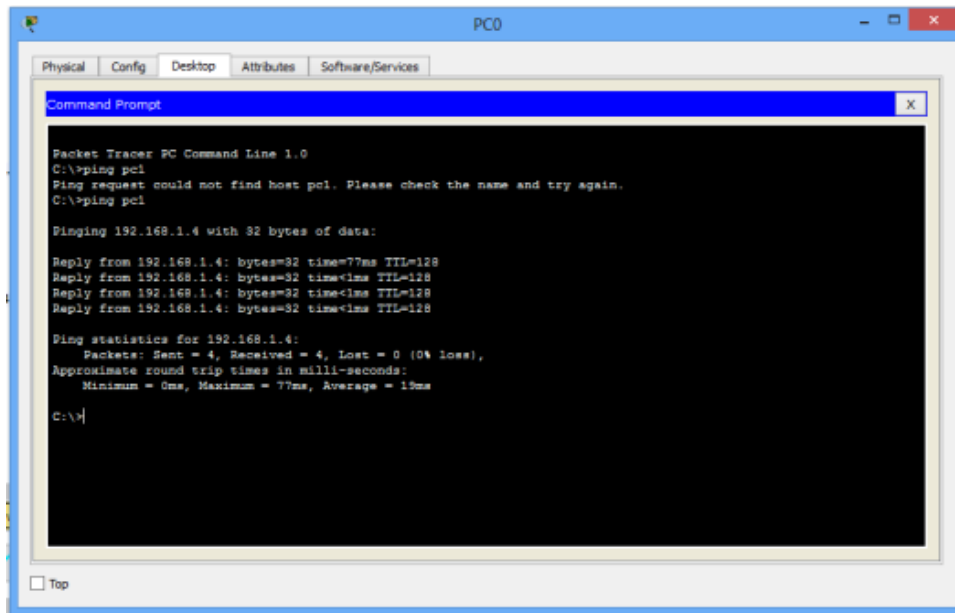 PC0
Physical Config Desktop Attributes Software/Services
Command Prompt X
Packet Tracer PC Command Line 1.0
C:\>ping pc1
Ping request could not find host pc1. Please check the name and try again.
C:\>ping pc1
Pinging 192.168.1.4 with 32 bytes of data:
Reply from 192.168.1.4: bytes=32 time=77ms TTL=128
Reply from 192.168.1.4: bytes=32 time<1ms TTL=128
Reply from 192.168.1.4: bytes=32 time<1ms TTL=128
Reply from 192.168.1.4: bytes=32 time<1ms TTL=128
Ping statistics for 192.168.1.4:
Packets: Sent = 4, Received = 4, Lost = 0 (0% loss),
Approximate round trip times in milli-seconds:
Minimum = 0ms, Maximum = 77ms, Average = 19ms
C:\>
Top